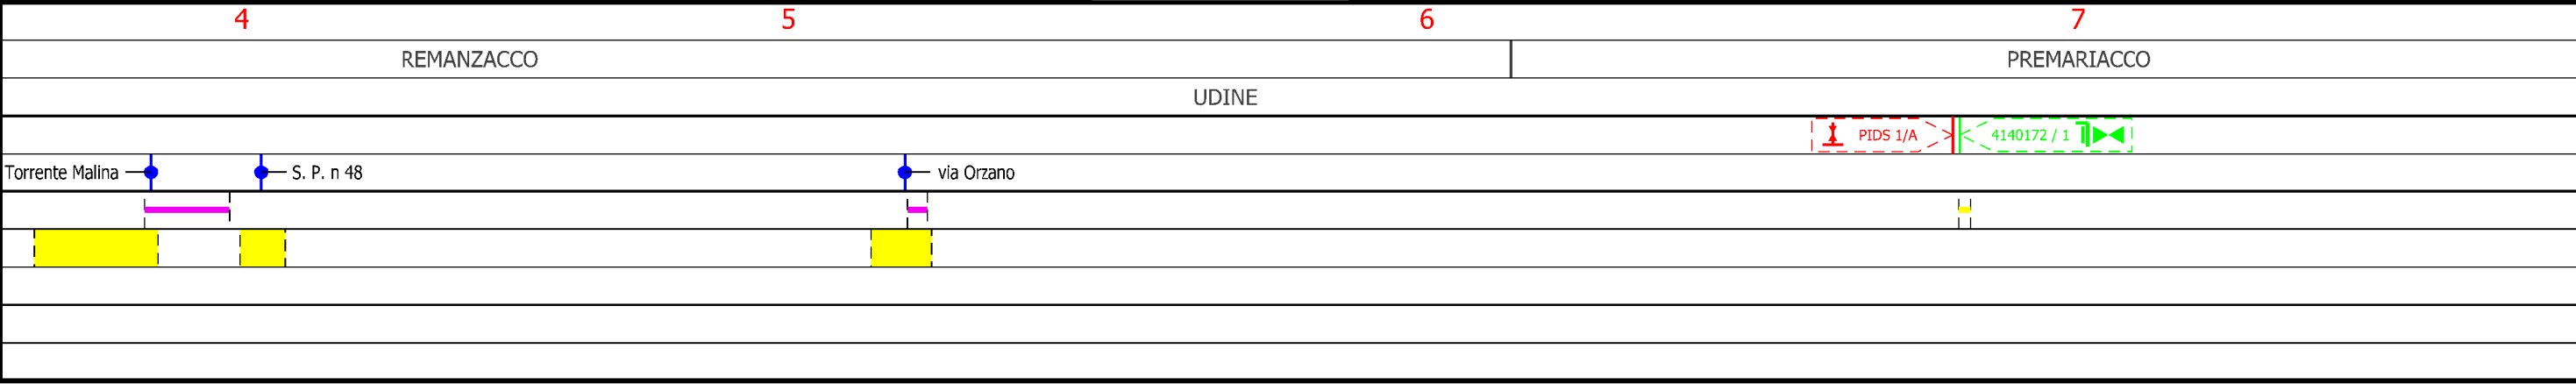 4 5 6 7
REMANZACCO PREMARIACCO
UDINE
PIDS 1/A 4140172 / 1
Torrente Malina S. P. n 48 via Orzano